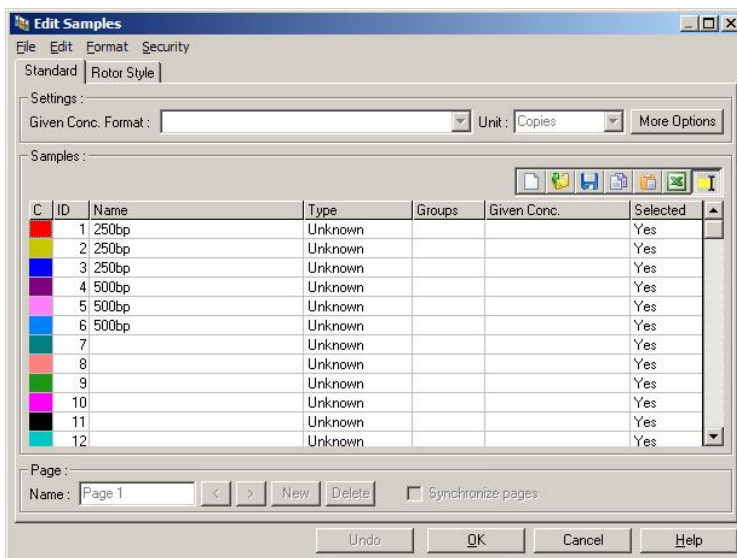 Edit Samples
File Edit Format Security
Standard Rotor Style
Settings :
Given Conc. Format : Unit : Copies More Options
Samples :
C ID Name Type Groups Given Conc. Selected
1 250bp Unknown Yes
2 250bp Unknown Yes
3 250bp Unknown Yes
4 500bp Unknown Yes
5 500bp Unknown Yes
6 500bp Unknown Yes
7 Unknown Yes
8 Unknown Yes
9 Unknown Yes
10 Unknown Yes
11 Unknown Yes
12 Unknown Yes
Page :
Name : Page 1 < > New Delete Synchronize pages
Undo OK Cancel Help